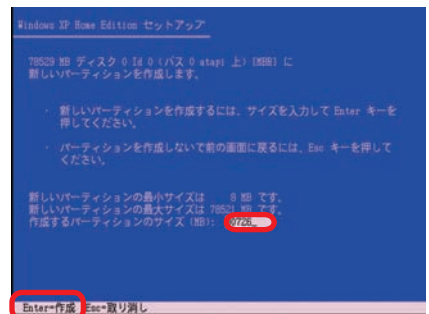 Windows XP Home Edition セットアップ
78529 MB ディスク 0 Id 0 (バス 0 atapi 上) [MBR] に
新しいパーティションを作成します。
・ 新しいパーティションを作成するには、サイズを入力して Enter キーを
押してください。
・ パーティションを作成しないで前の画面に戻るには、Esc キーを押して
ください。
新しいパーティションの最小サイズは 8 MB です。
新しいパーティションの最大サイズは 78521 MB です。
作成するパーティションのサイズ (MB):
Enter=作成 Esc=取り消し